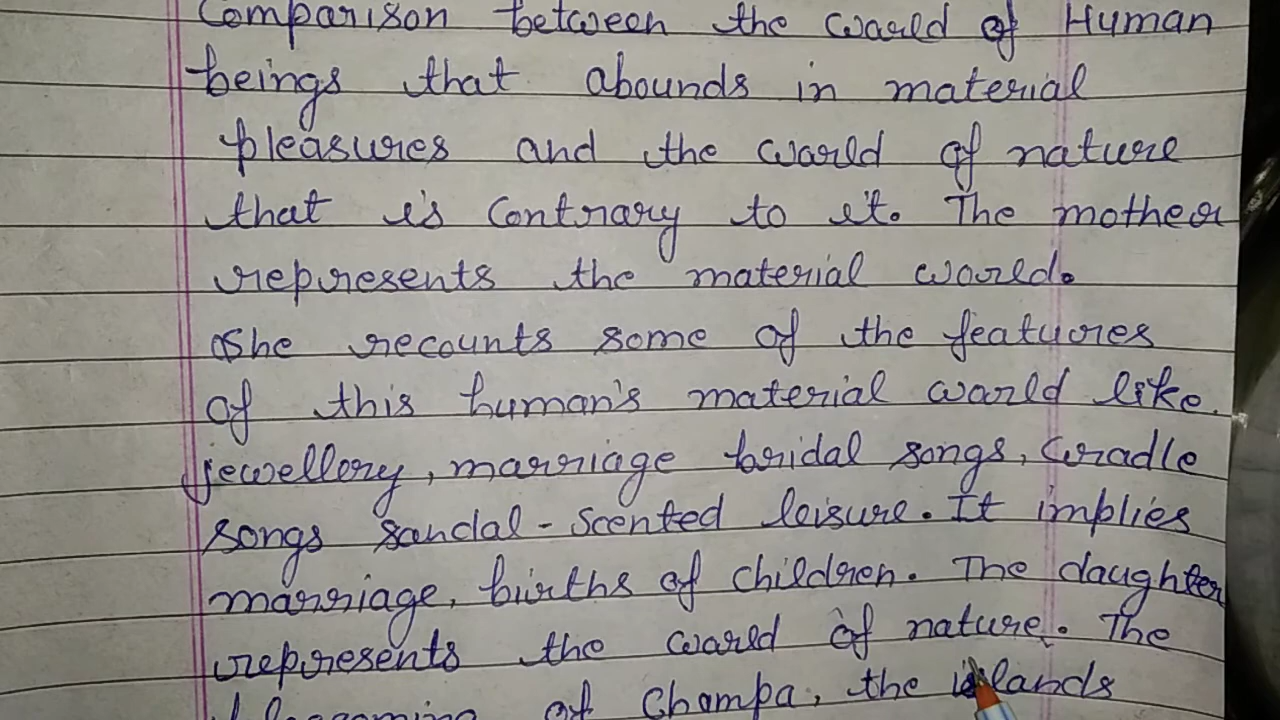 Comparison between the world of Human
beings that abounds in material
pleasures and the world of nature
that is contrary to it. The mother
represents the material world.
She recounts some of the features
of this human's material world like.
jewellery, marriage bridal songs, cradle
songs sandal-scented leisure. It implies
marriage, births of children. The daughter
represents the world of nature. The
of Champa, the islands